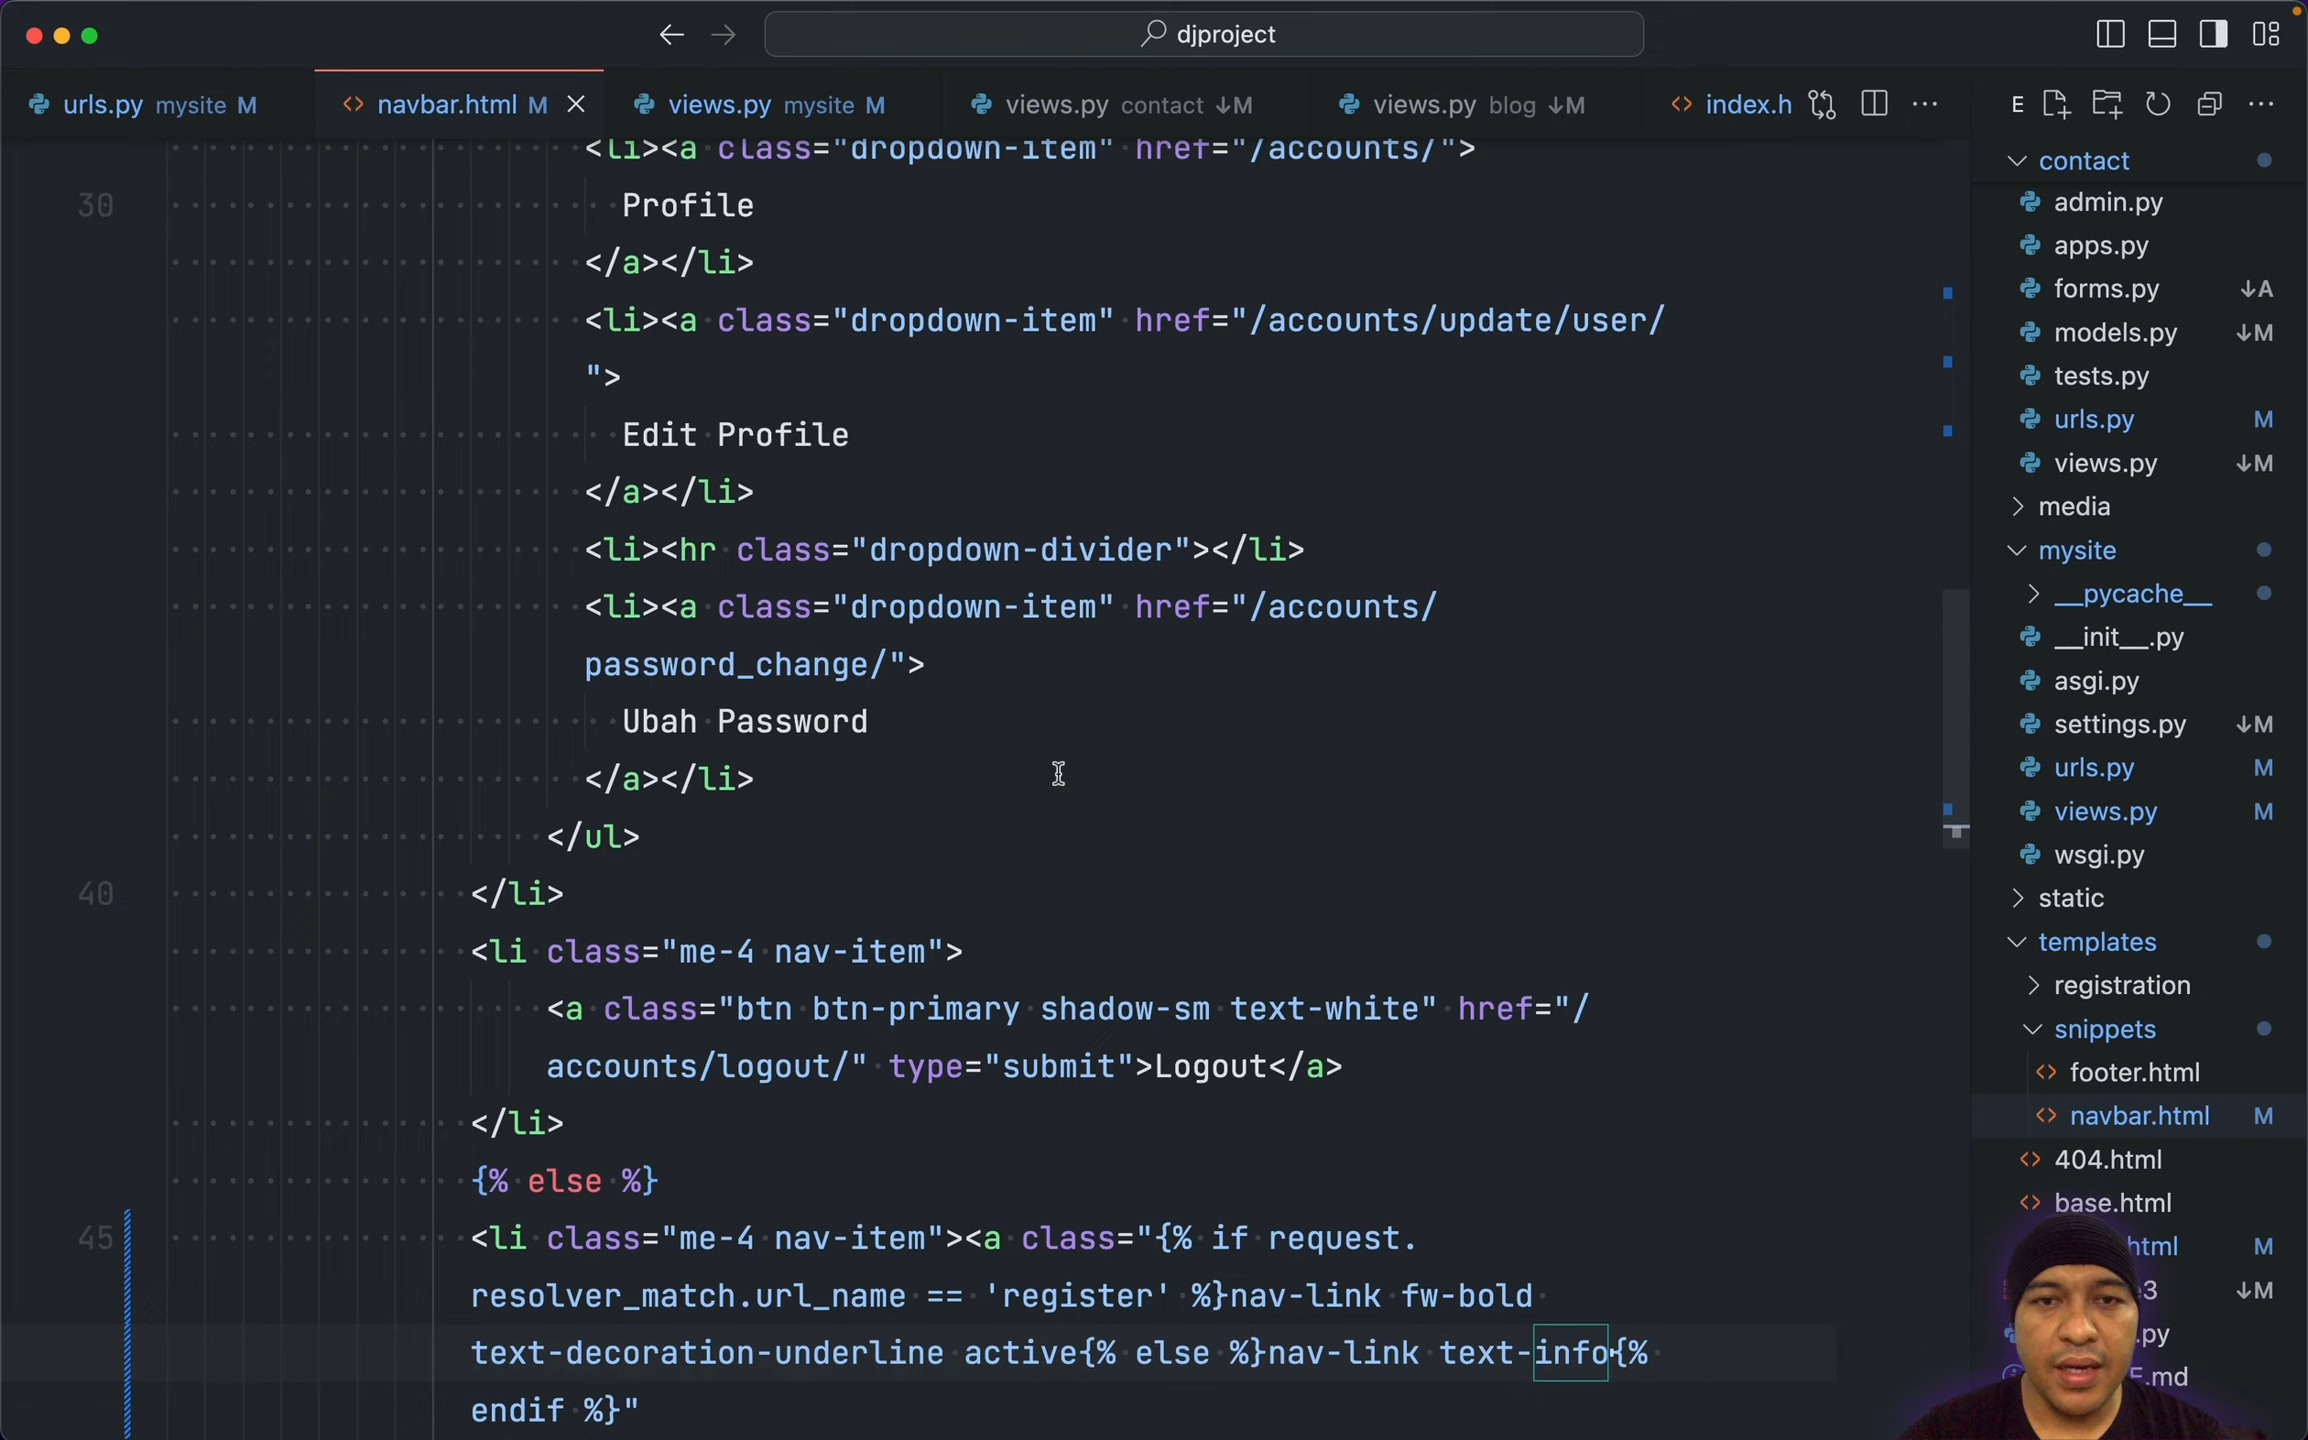 djproject
urls.py mysite M
navbar.html M
views.py mysite M
views.py contact ↓M
views.py blog ↓M
index.h
E
<li><a class="dropdown-item" href="/accounts/">
30
Profile
</a></li>
<li><a class="dropdown-item" href="/accounts/update/user/
">
Edit Profile
</a></li>
<li><hr class="dropdown-divider"></li>
<li><a class="dropdown-item" href="/accounts/
password_change/">
Ubah Password
</a></li>
</ul>
40 </li>
<li class="me-4 nav-item">
<a class="btn btn-primary shadow-sm text-white" href="/
accounts/logout/" type="submit">Logout</a>
</li>
{% else %}
45 <li class="me-4 nav-item"><a class="{% if request.
resolver_match.url_name == 'register' %}nav-link fw-bold
text-decoration-underline active{% else %}nav-link text-info{%
endif %}"
contact
admin.py
apps.py
forms.py ↓A
models.py ↓M
tests.py
urls.py M
views.py ↓M
media
mysite
__pycache__
__init__.py
asgi.py
settings.py ↓M
urls.py M
views.py M
wsgi.py
static
templates
registration
snippets
footer.html
navbar.html M
404.html
base.html
html M
3 ↓M
.py
.md